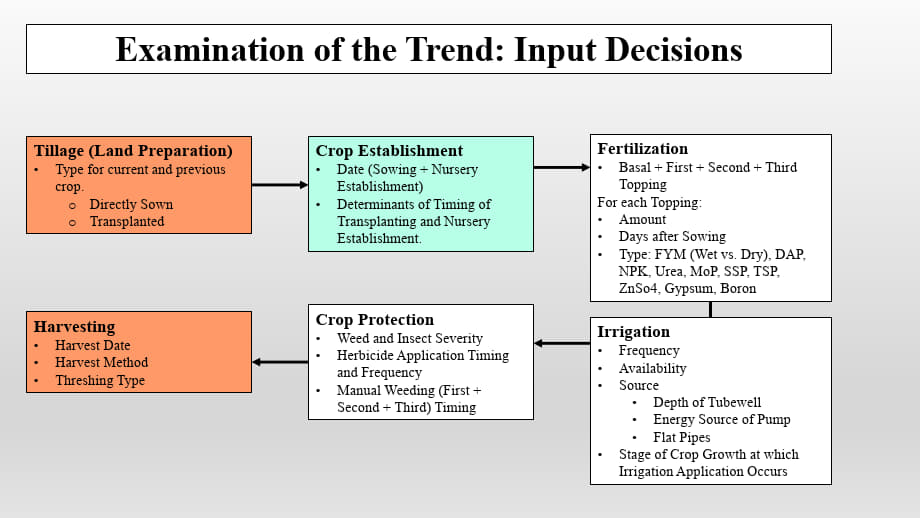 Examination of the Trend: Input Decisions
Tillage (Land Preparation)
• Type for current and previous
crop.
o Directly Sown
o Transplanted
Crop Establishment
• Date (Sowing + Nursery
Establishment)
• Determinants of Timing of
Transplanting and Nursery
Establishment.
Fertilization
• Basal + First + Second + Third
Topping
For each Topping:
• Amount
• Days after Sowing
• Type: FYM (Wet vs. Dry), DAP,
NPK, Urea, MoP, SSP, TSP,
ZnSo4, Gypsum, Boron
Irrigation
• Frequency
• Availability
• Source
• Depth of Tubewell
• Energy Source of Pump
• Flat Pipes
• Stage of Crop Growth at which
Irrigation Application Occurs
Crop Protection
• Weed and Insect Severity
• Herbicide Application Timing
and Frequency
• Manual Weeding (First +
Second + Third) Timing
Harvesting
• Harvest Date
• Harvest Method
• Threshing Type